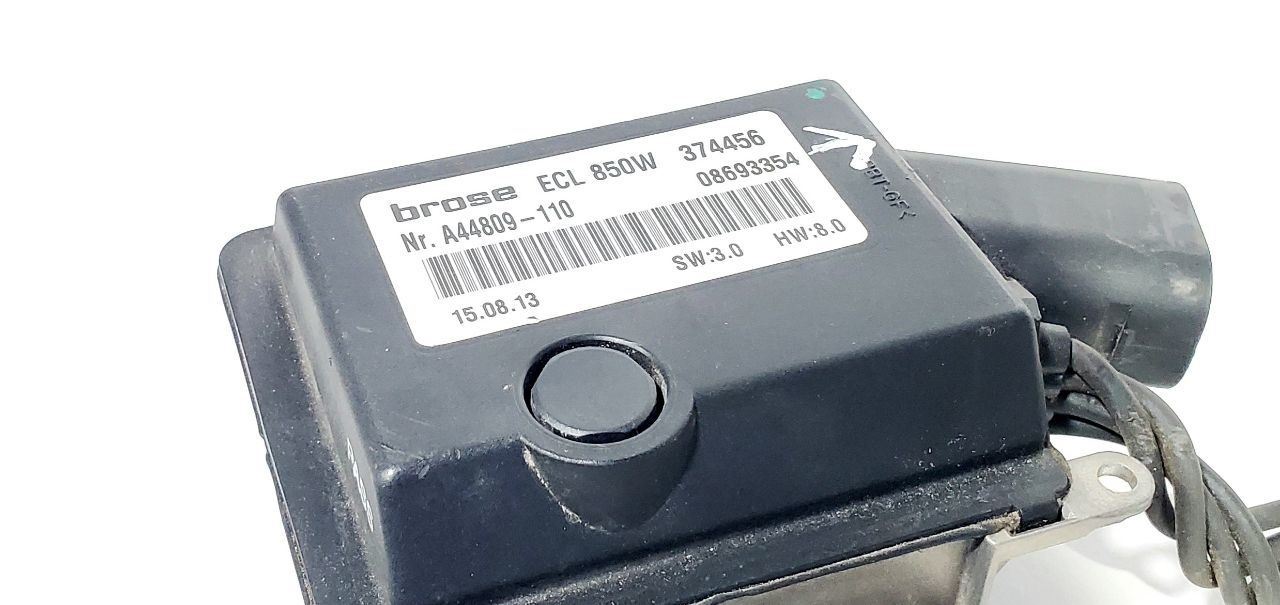 brose ECL 850W 374456
Nr. A44809-110 08693354
15.08.13 SW:3.0 HW:8.0